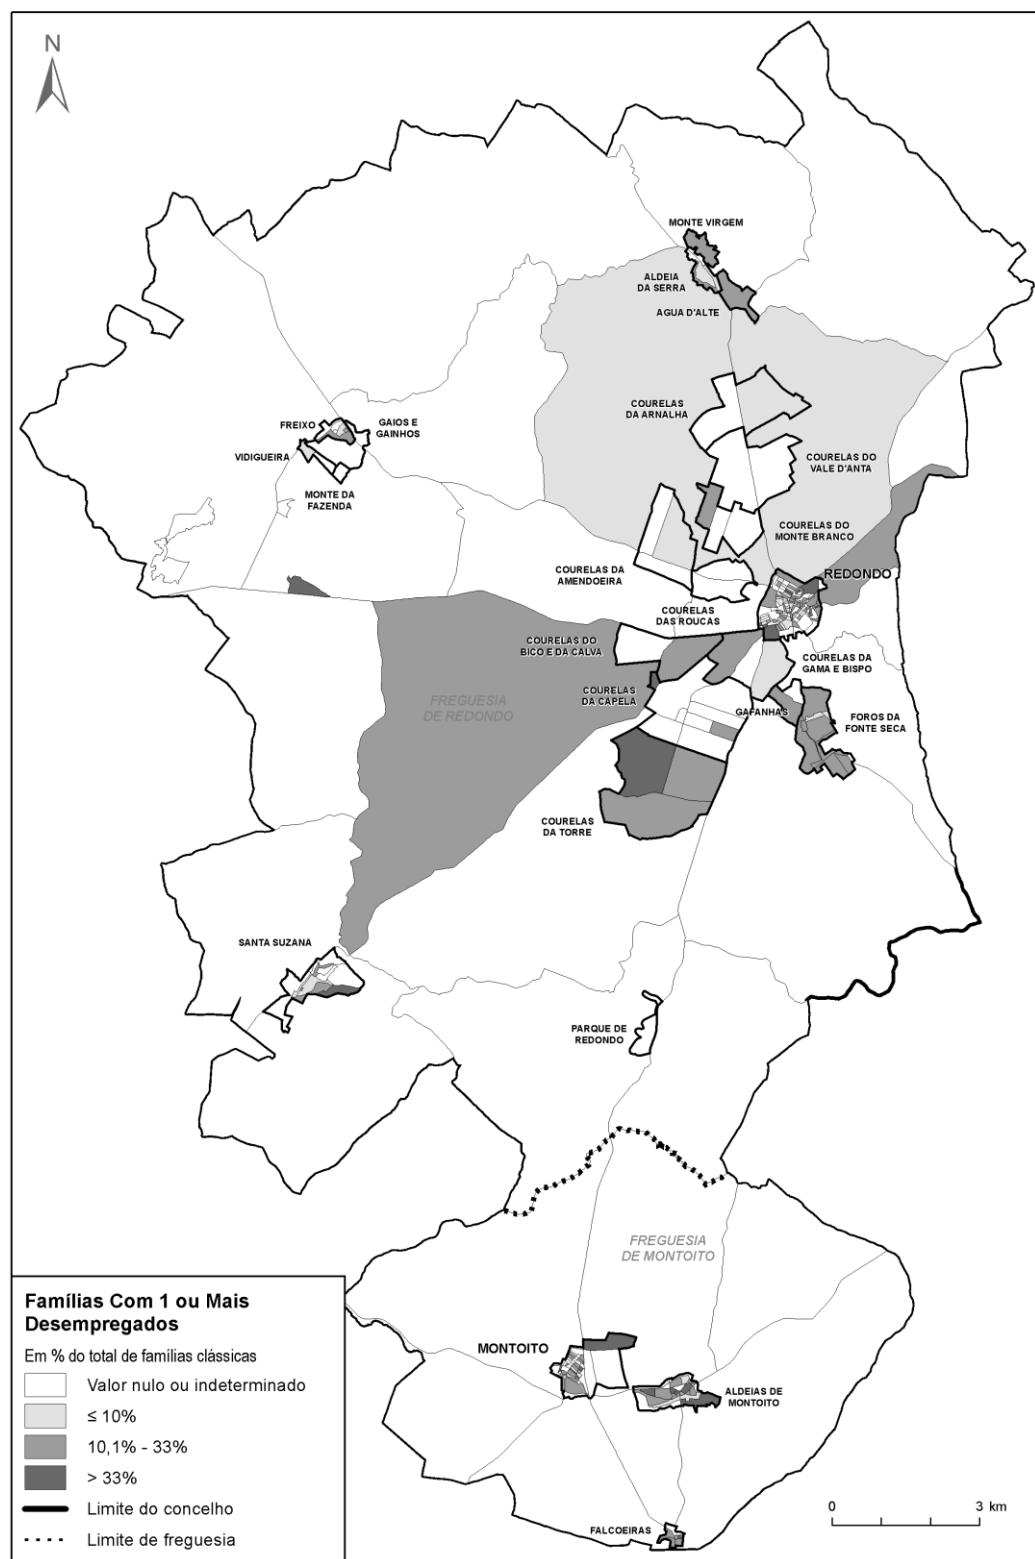 N
MONTE VIRGEM
ALDEIA
DA SERRA
AGUA D'ALTE
COURELAS
DA ARNALHA
FREIXO
GAIOS E
GAINHOS
VIDIGUEIRA
COURELAS DO
VALE D'ANTA
MONTE DA
FAZENDA
COURELAS DO
MONTE BRANCO
COURELAS DA
AMENDOEIRA
REDONDO
COURELAS
DAS ROUCAS
COURELAS DO
BICO E DA CALVA
COURELAS DA
GAMA E BISPO
COURELAS
DA CAPELA
FREGUESIA
DE REDONDO
GAFANHAS
FOROS DA
FONTE SECA
COURELAS
DA TORRE
SANTA SUZANA
PARQUE DE
REDONDO
FREGUESIA
DE MONTOITO
MONTOITO
ALDEIAS DE
MONTOITO
FALCOEIRAS
Famílias Com 1 ou Mais
Desempregados
Em % do total de famílias clássicas
Valor nulo ou indeterminado
≤ 10%
10,1% - 33%
> 33%
Limite do concelho
Limite de freguesia
0 3 km